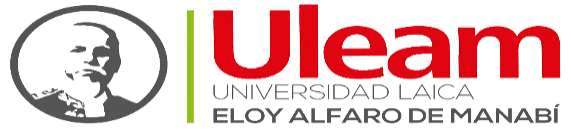 Uleam
UNIVERSIDAD LAICA
ELOY ALFARO DE MANABÍ